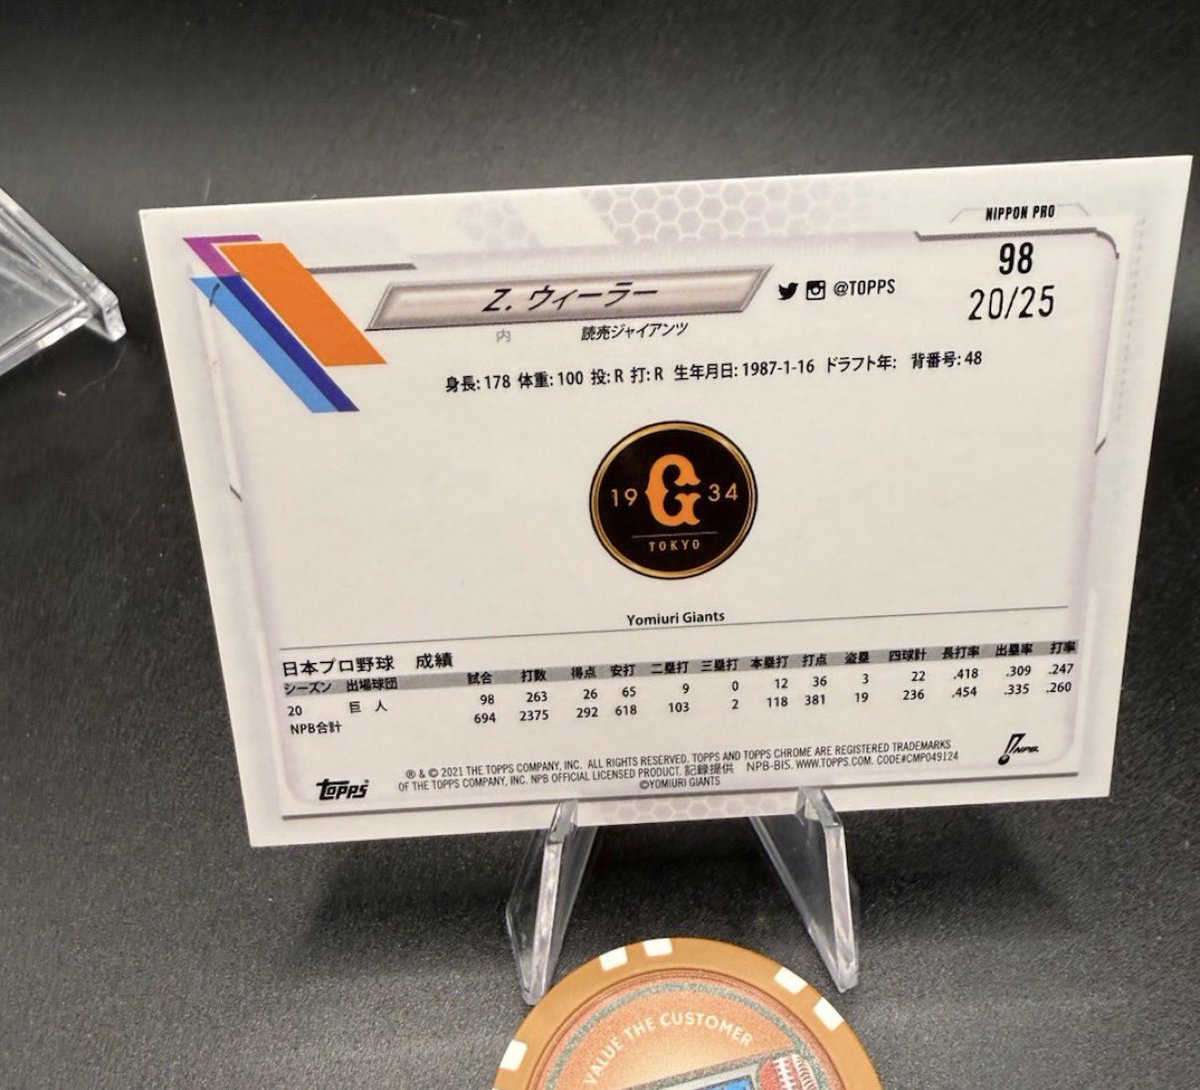 NIPPON PRO
98
20/25
Z. ウィーラー
@TOPPS
内 読売ジャイアンツ
身長: 178 体重: 100 投: R 打: R 生年月日: 1987-1-16 ドラフト年: 背番号: 48
19 G 34
TOKYO
Yomiuri Giants
日本プロ野球 成績
シーズン 出場球団 試合 打数 得点 安打 二塁打 三塁打 本塁打 打点 盗塁 四球計 長打率 出塁率 打率
20 巨人 98 263 26 65 9 0 12 36 3 22 .418 .309 .247
NPB合計 694 2375 292 618 103 2 118 381 19 236 .454 .335 .260
Topps
® & © 2021 THE TOPPS COMPANY, INC. ALL RIGHTS RESERVED. TOPPS AND TOPPS CHROME ARE REGISTERED TRADEMARKS
OF THE TOPPS COMPANY, INC. NPB OFFICIAL LICENSED PRODUCT. 記録提供 NPB-BIS. WWW.TOPPS.COM. CODE#CMP049124
©YOMIURI GIANTS
NPB.
VALUE THE CUSTOMER